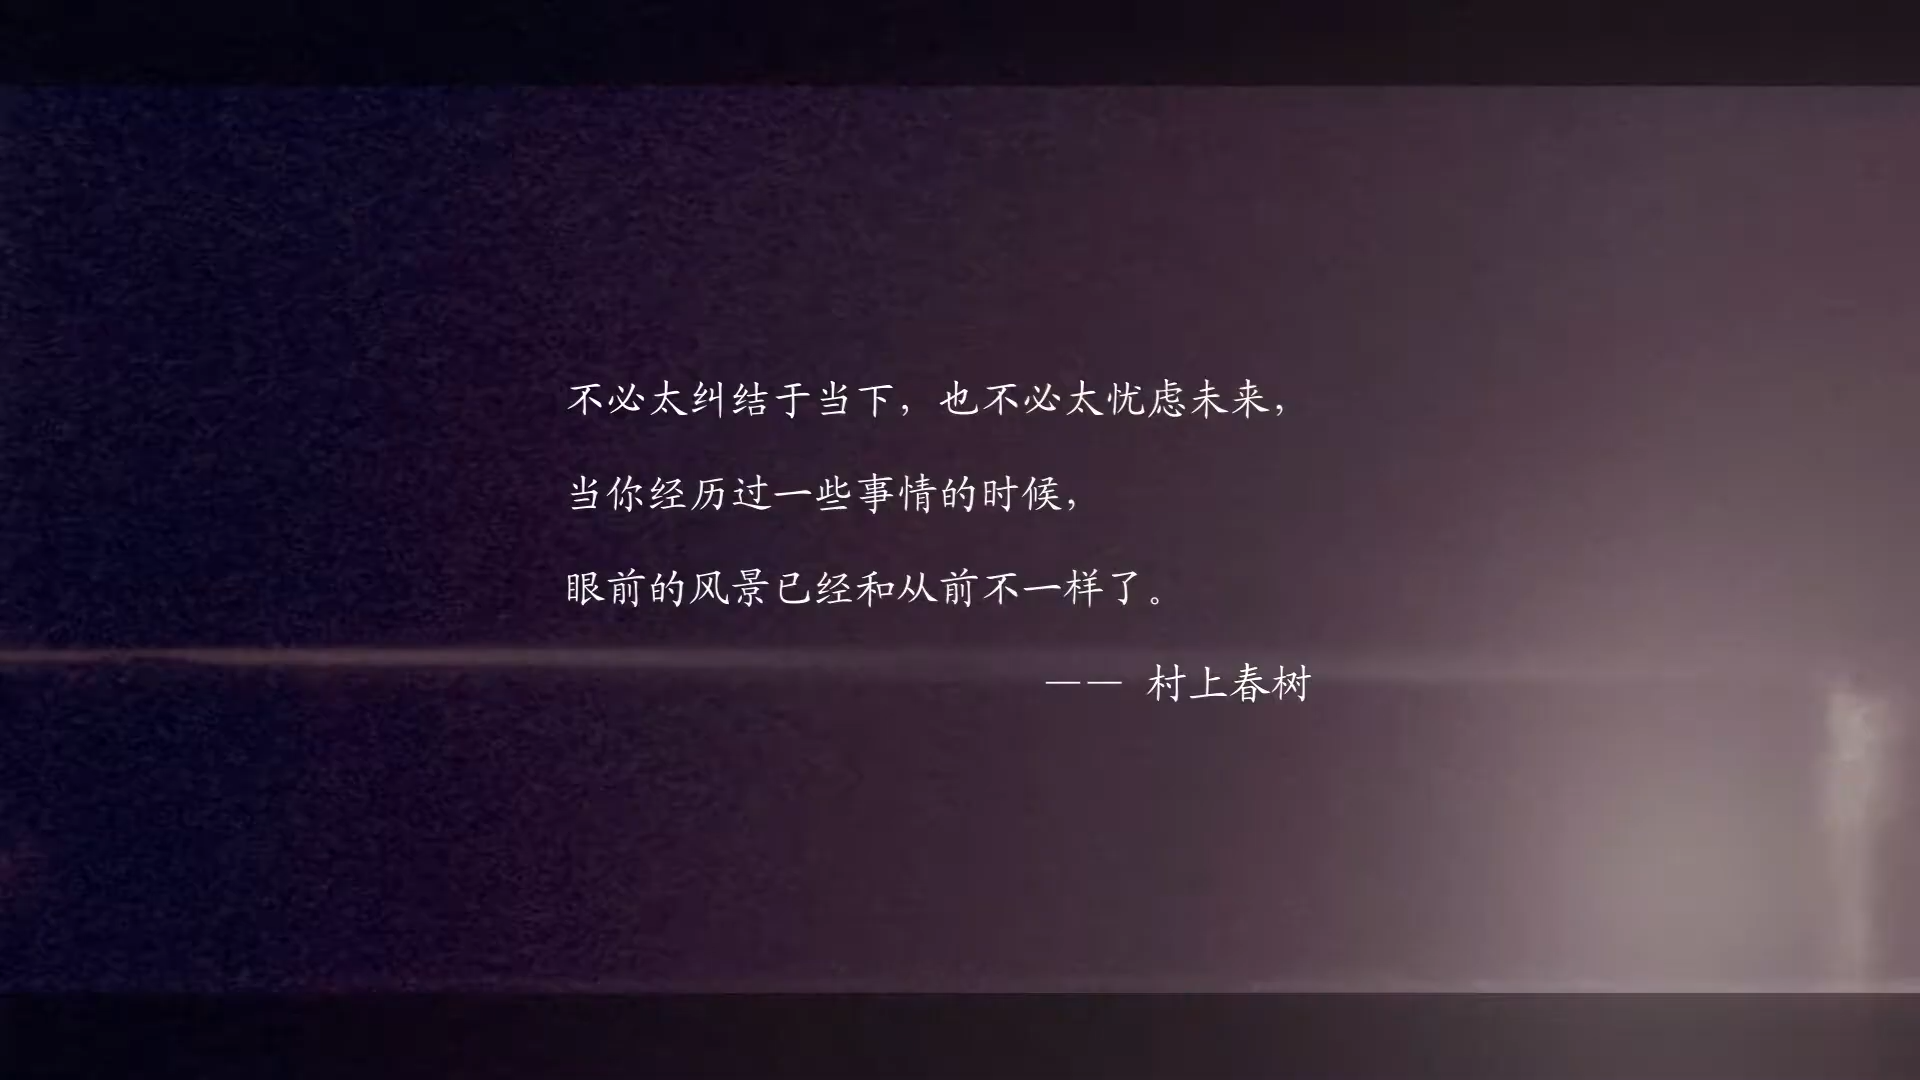 不必太纠结于当下，也不必太忧虑未来，
当你经历过一些事情的时候，
眼前的风景已经和从前不一样了。
—— 村上春树